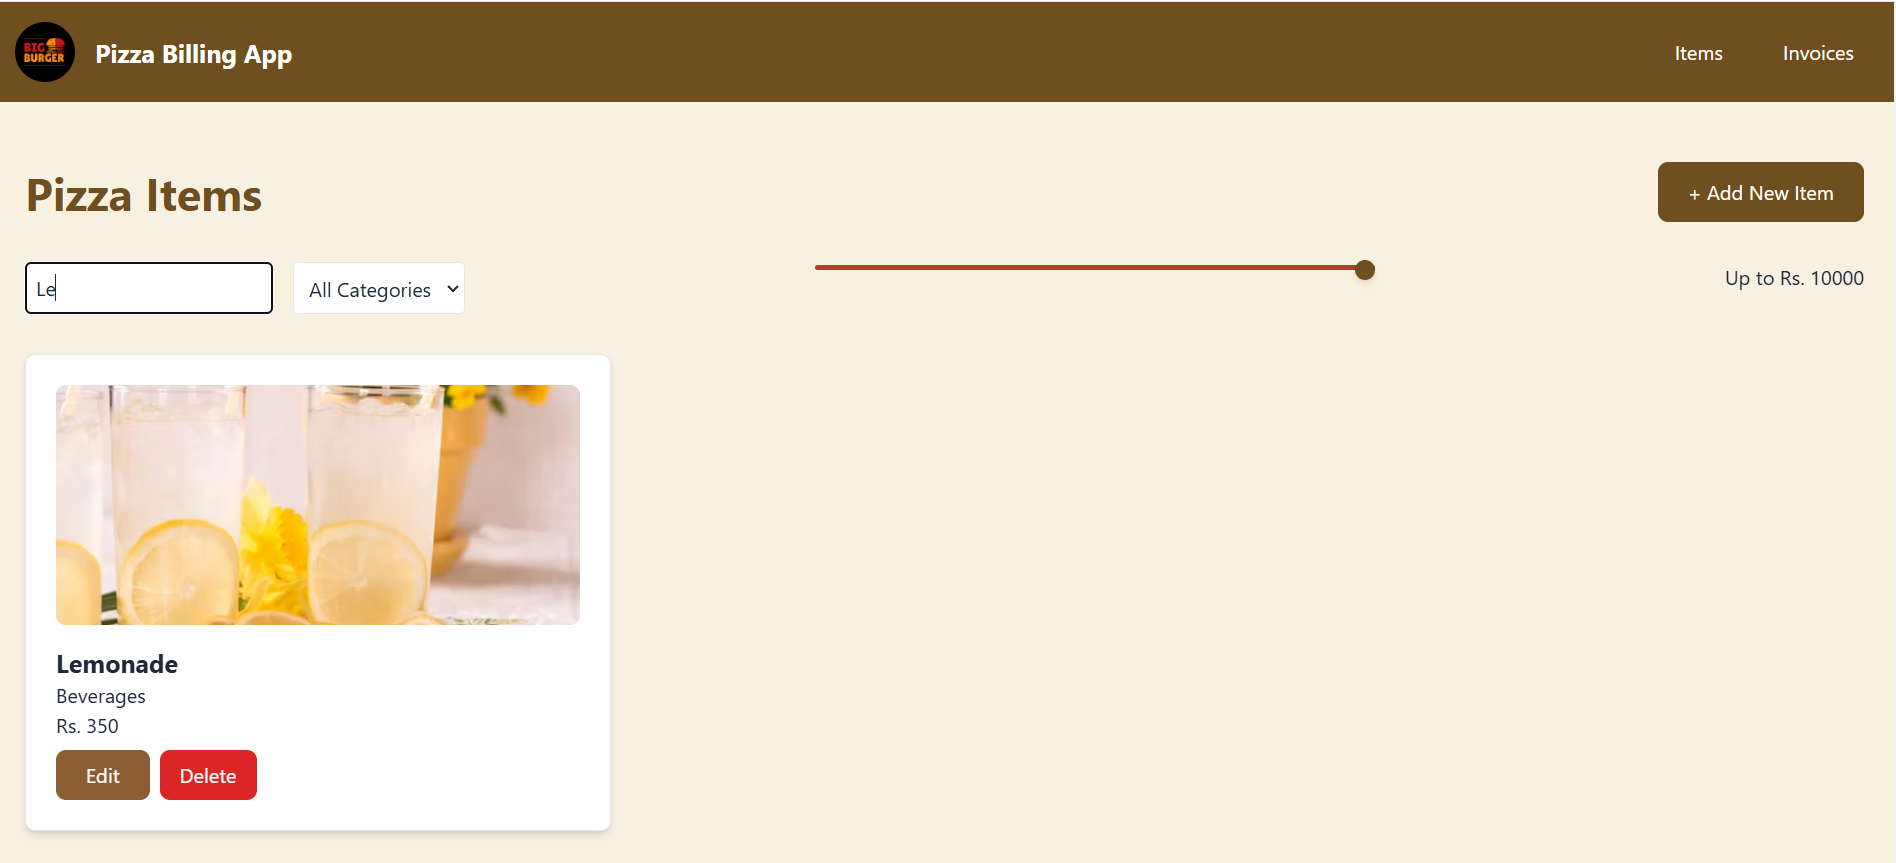 BIG
BURGER
Pizza Billing App
Items
Invoices
Pizza Items
+ Add New Item
Le
All Categories
Up to Rs. 10000
Lemonade
Beverages
Rs. 350
Edit
Delete